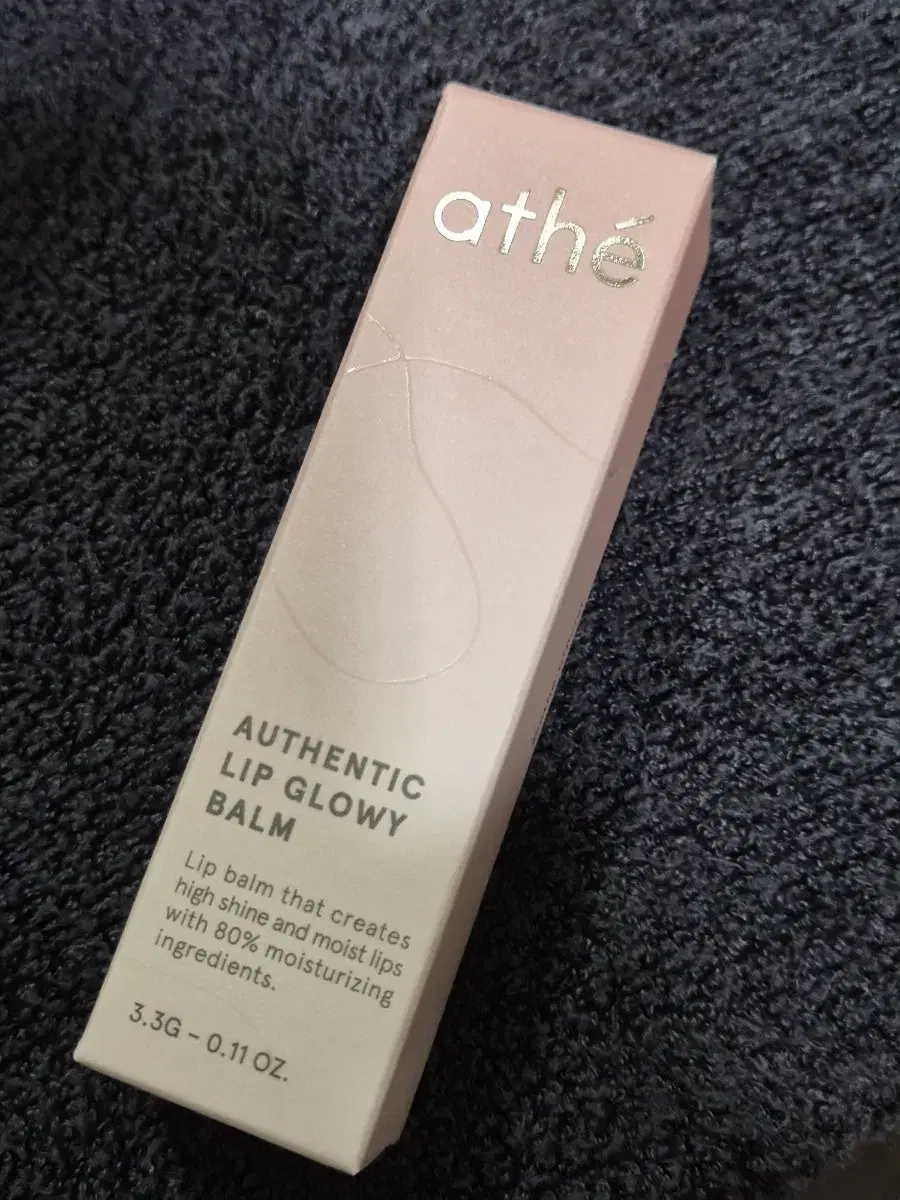 athé
AUTHENTIC
LIP GLOWY
BALM
Lip balm that creates
high shine and moist lips
with 80% moisturizing
ingredients.
3.3G – 0.11 OZ.